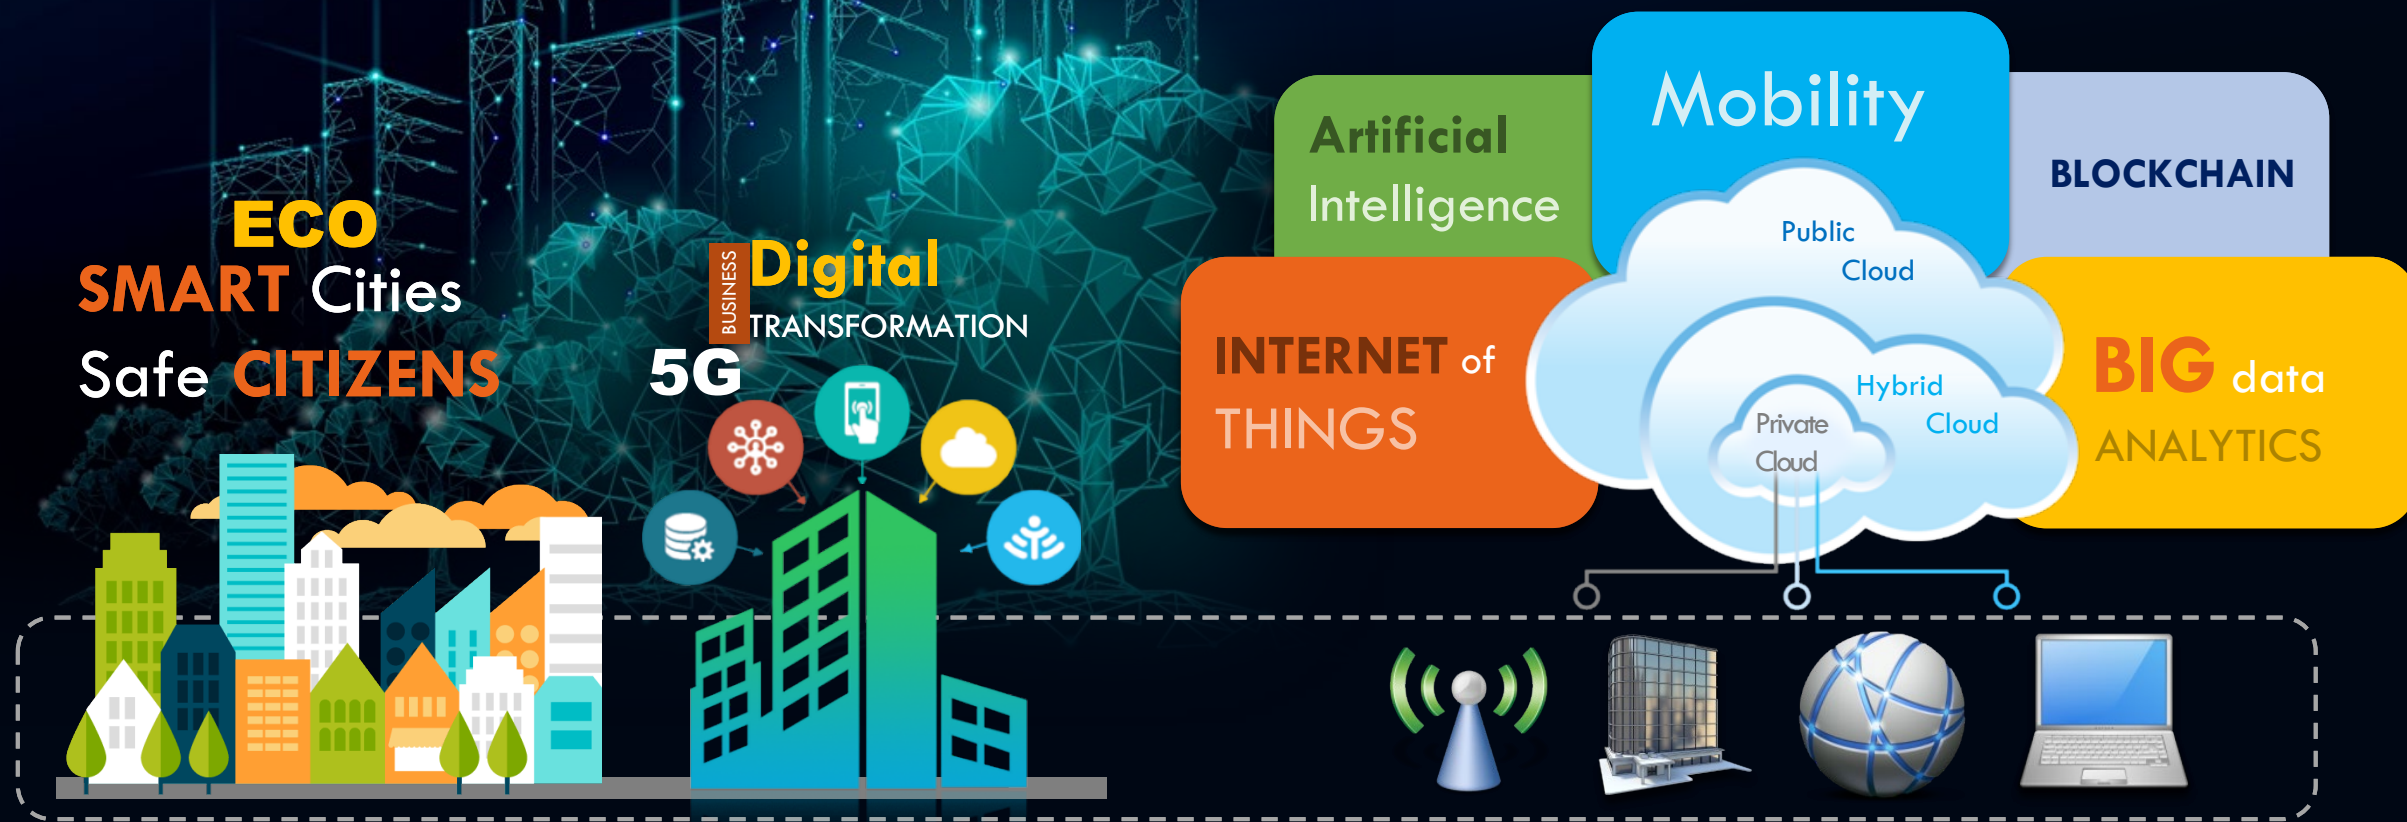 ECO
SMART Cities
Safe CITIZENS
BUSINESS
Digital
TRANSFORMATION
5G
Artificial
Intelligence
Mobility
BLOCKCHAIN
INTERNET of
THINGS
Public
Cloud
Hybrid
Cloud
Private
Cloud
BIG data
ANALYTICS